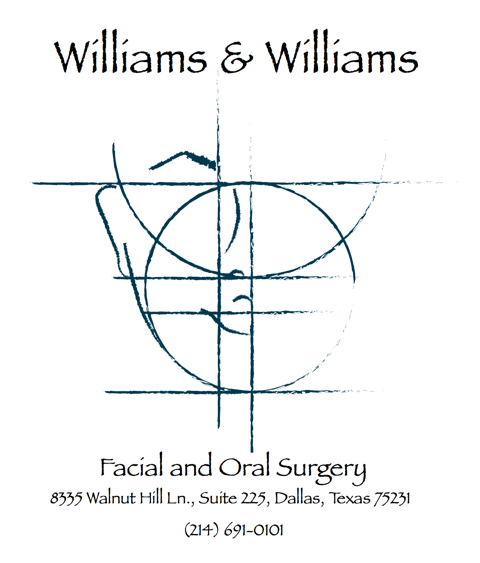 Williams & Williams
Facial and Oral Surgery
8335 Walnut Hill Ln., Suite 225, Dallas, Texas 75231
(214) 691-0101